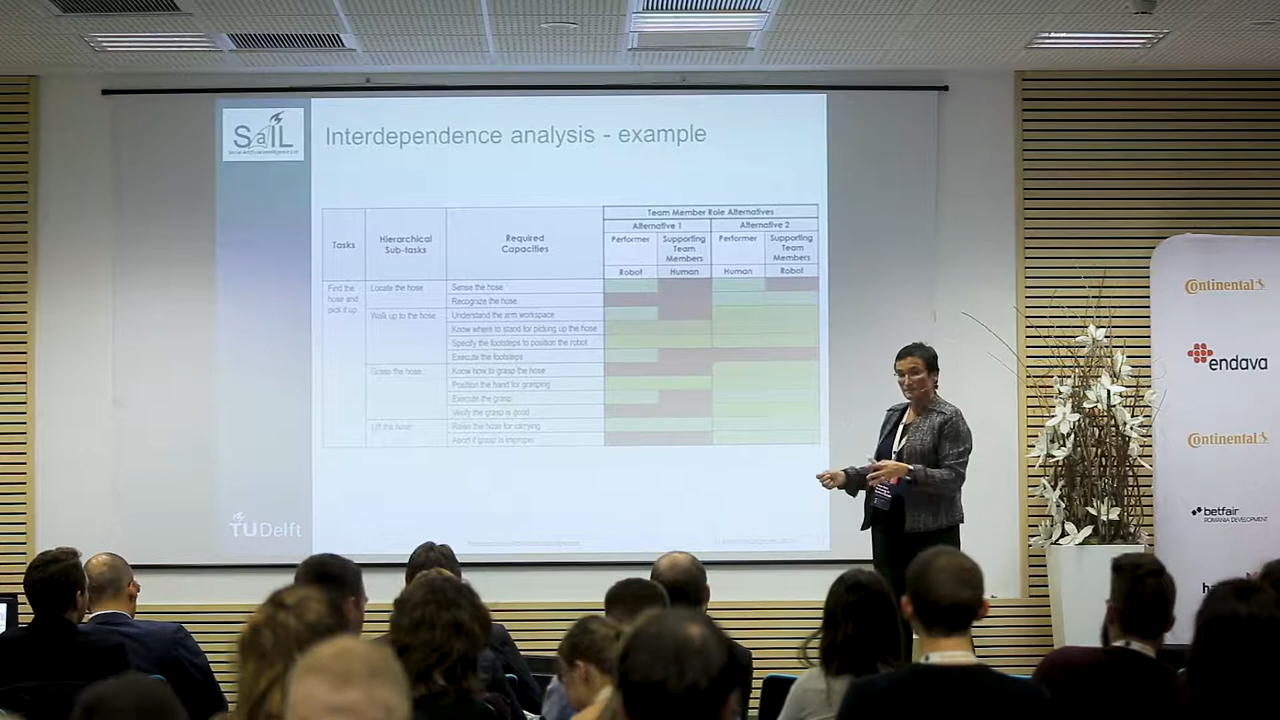 SaIL
Interdependence analysis - example
Team Member Role Alternatives
Tasks
Hierarchical
Sub-tasks
Required
Capacities
Alternative 1
Alternative 2
Performer
Supporting
Team
Members
Performer
Supporting
Team
Members
Robot
Human
Human
Robot
Find the
hose and
pick it up
Locate the hose
Sense the hose
Recognize the hose
Walk up to the hose
Understand the arm workspace
Know where to stand for picking up the hose
Specify the footsteps to position the robot
Execute the footsteps
Grasp the hose
Know how to grasp the hose
Position the hand for grasping
Execute the grasp
Verify the grasp is good
Lift the hose
Raise the hose for carrying
Abort if grasp is improper
TU Delft
Continental
endava
Continental
betfair
ROMANIA DEVELOPMENT